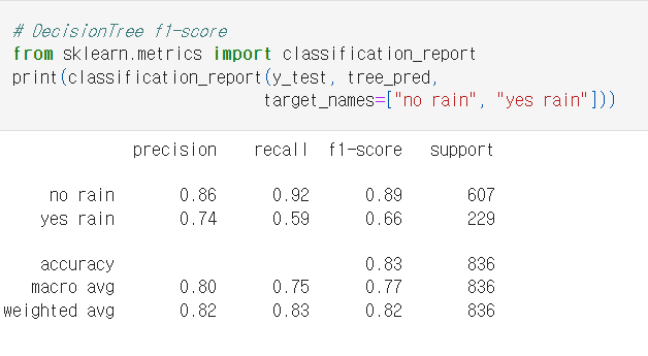 # DecisionTree f1-score
from sklearn.metrics import classification_report
print(classification_report(y_test, tree_pred,
target_names=["no rain", "yes rain"]))
precision recall f1-score support
no rain 0.86 0.92 0.89 607
yes rain 0.74 0.59 0.66 229
accuracy 0.83 836
macro avg 0.80 0.75 0.77 836
weighted avg 0.82 0.83 0.82 836